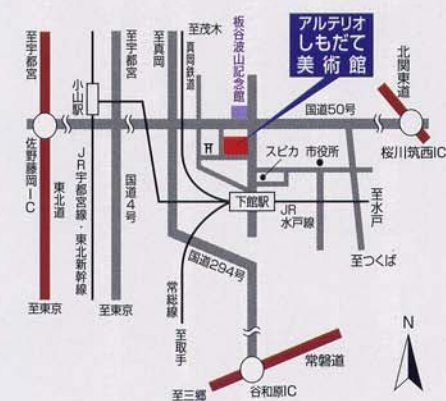 アルテリオ
しもだて
美術館
板谷波山記念館
至茂木
真岡鉄道
至真岡
至宇都宮
至宇都宮
小山駅
北関東道
国道50号
桜川筑西IC
佐野藤岡IC
東北道
JR宇都宮線・東北新幹線
国道4号
スピカ
市役所
下館駅
JR
水戸線
至水戸
至つくば
国道294号
常総線
至取手
至東京
至東京
常磐道
谷和原IC
至三郷
N